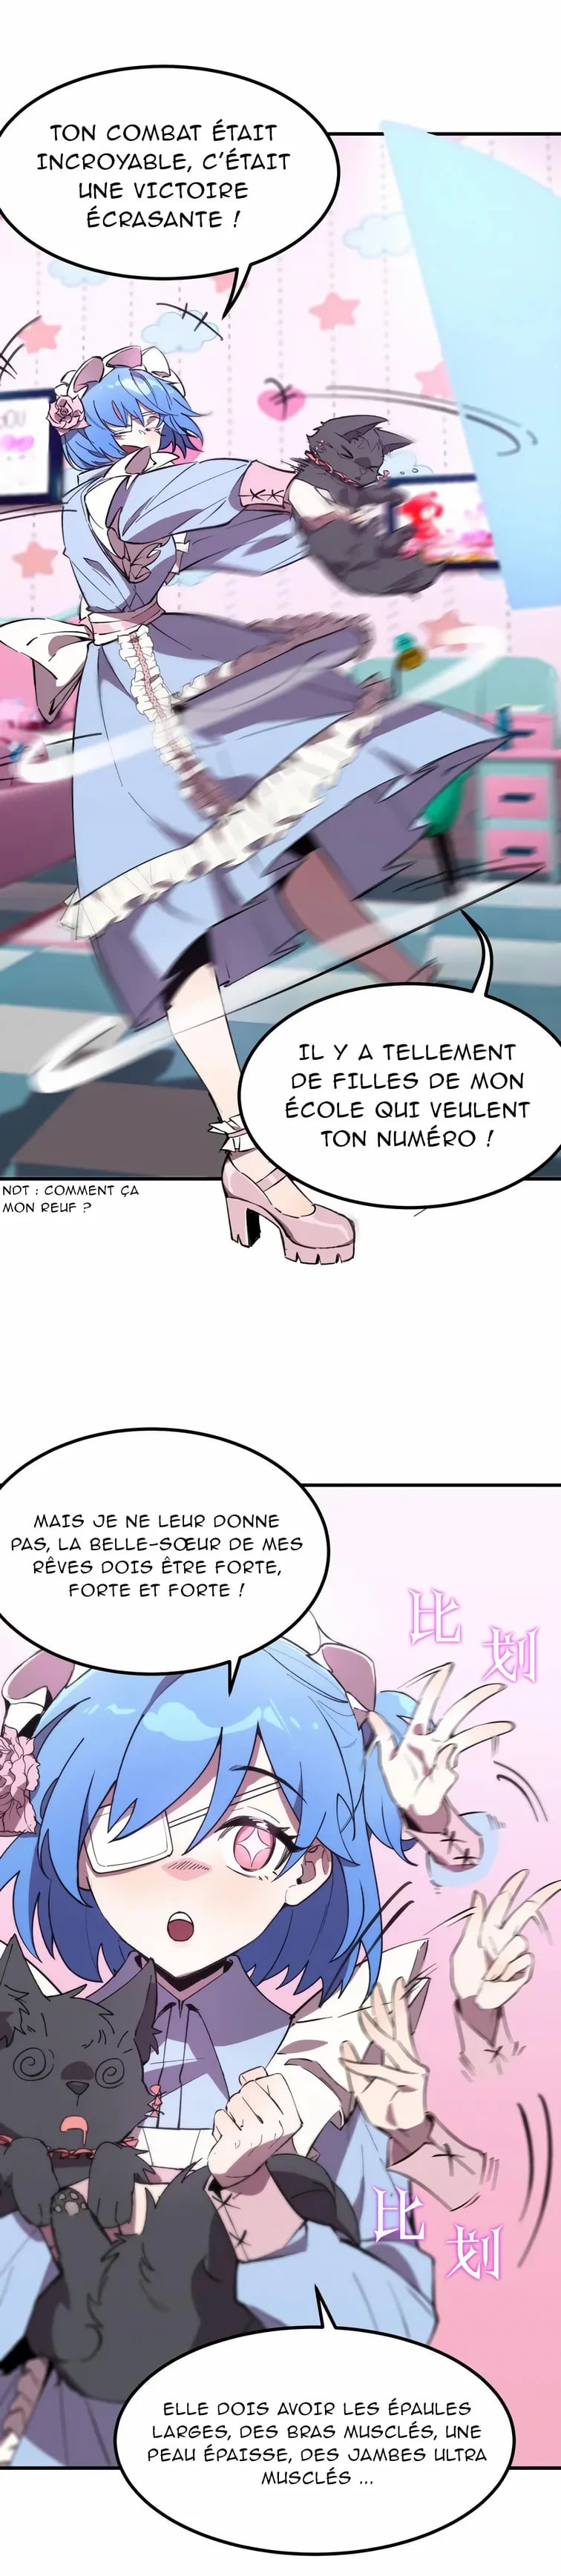 TON COMBAT ÉTAIT
INCROYABLE, C'ÉTAIT
UNE VICTOIRE
ÉCRASANTE !
IL Y A TELLEMENT
DE FILLES DE MON
ÉCOLE QUI VEULENT
TON NUMÉRO !
NDT : COMMENT ÇA
MON REUF ?
MAIS JE NE LEUR DONNE
PAS, LA BELLE-SŒUR DE MES
RÊVES DOIS ÊTRE FORTE,
FORTE ET FORTE !
比
划
比
划
ELLE DOIS AVOIR LES ÉPAULES
LARGES, DES BRAS MUSCLÉS, UNE
PEAU ÉPAISSE, DES JAMBES ULTRA
MUSCLÉS ...